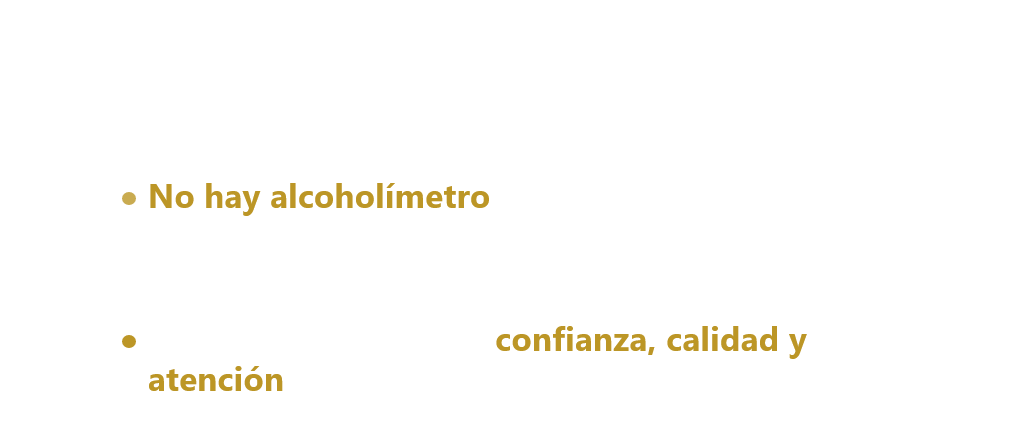 • No hay alcoholímetro
• confianza, calidad y
atención